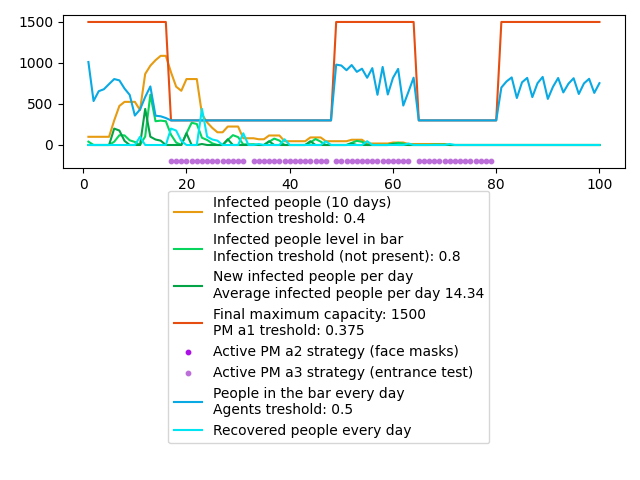 1500
1000
500
0
0 20 40 60 80 100
Infected people (10 days)
Infection treshold: 0.4
Infected people level in bar
Infection treshold (not present): 0.8
New infected people per day
Average infected people per day 14.34
Final maximum capacity: 1500
PM a1 treshold: 0.375
Active PM a2 strategy (face masks)
Active PM a3 strategy (entrance test)
People in the bar every day
Agents treshold: 0.5
Recovered people every day